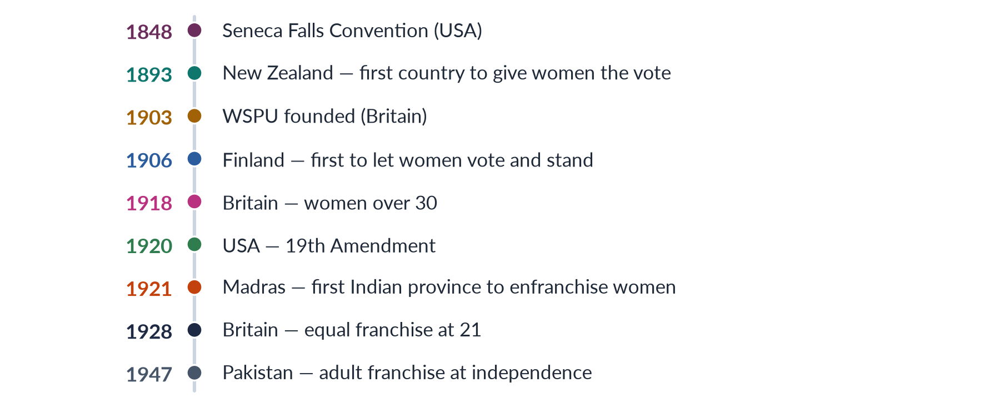 1848 Seneca Falls Convention (USA)
1893 New Zealand — first country to give women the vote
1903 WSPU founded (Britain)
1906 Finland — first to let women vote and stand
1918 Britain — women over 30
1920 USA — 19th Amendment
1921 Madras — first Indian province to enfranchise women
1928 Britain — equal franchise at 21
1947 Pakistan — adult franchise at independence